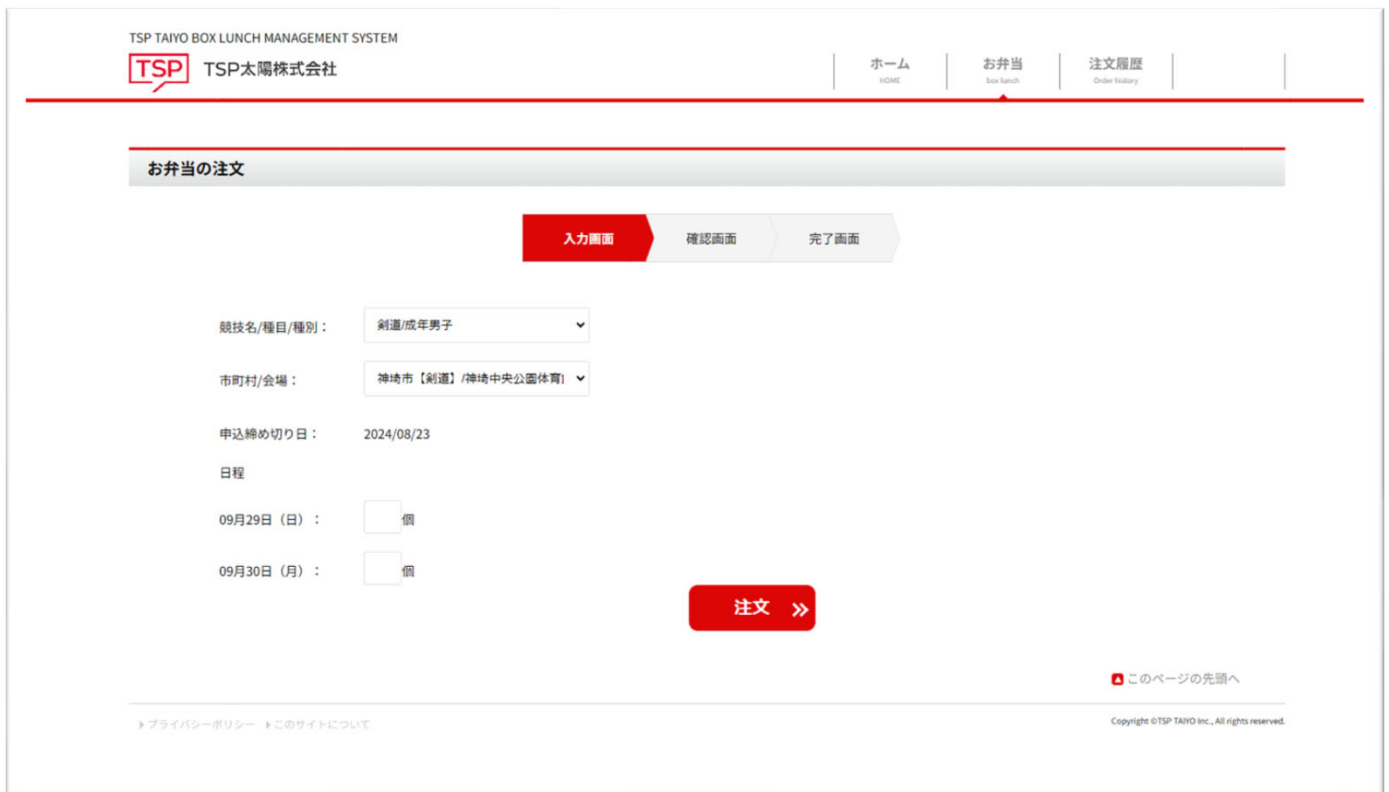 TSP TAIYO BOX LUNCH MANAGEMENT SYSTEM
TSP TSP太陽株式会社
ホーム お弁当 注文履歴
HOME box lunch Order history
お弁当の注文
入力画面 確認画面 完了画面
競技名/種目/種別： 剣道/成年男子
市町村/会場： 神埼市【剣道】/神埼中央公園体育
申込締め切り日： 2024/08/23
日程
09月29日（日）： 個
09月30日（月）： 個
注文
このページの先頭へ
プライバシーポリシー このサイトについて
Copyright ©TSP TAIYO Inc., All rights reserved.